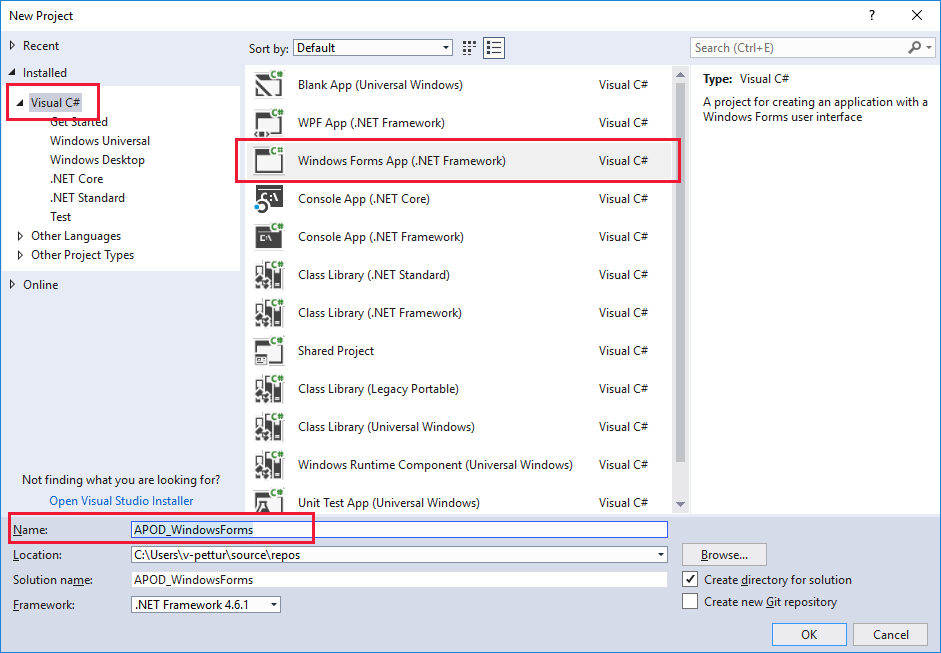 New Project
?
Recent
Installed
Visual C#
Get Started
Windows Universal
Windows Desktop
.NET Core
.NET Standard
Test
Other Languages
Other Project Types
Online
Not finding what you are looking for?
Open Visual Studio Installer
Sort by: Default
Search (Ctrl+E)
C# Blank App (Universal Windows) Visual C#
C# WPF App (.NET Framework) Visual C#
C# Windows Forms App (.NET Framework) Visual C#
C:\ Console App (.NET Core) Visual C#
C# Console App (.NET Framework) Visual C#
C# Class Library (.NET Standard) Visual C#
C# Class Library (.NET Framework) Visual C#
C# Shared Project Visual C#
C# Class Library (Legacy Portable) Visual C#
C# Class Library (Universal Windows) Visual C#
C# Windows Runtime Component (Universal Windows) Visual C#
C# Unit Test App (Universal Windows) Visual C#
Type: Visual C#
A project for creating an application with a
Windows Forms user interface
Name: APOD_WindowsForms
Location: C:\Users\v-pettur\source\repos
Browse...
Solution name: APOD_WindowsForms
Create directory for solution
Framework: .NET Framework 4.6.1
Create new Git repository
OK
Cancel